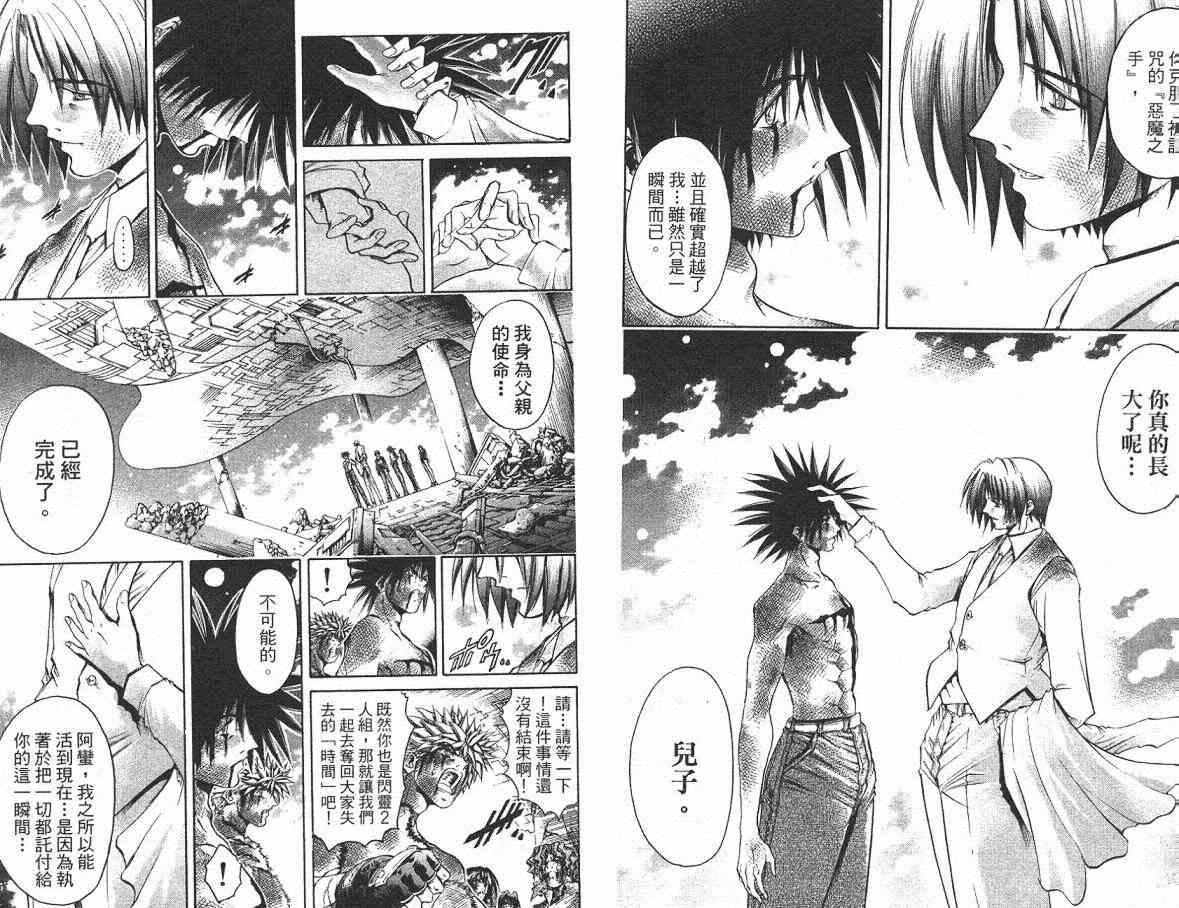 咒的『惡魔之
手』，
並且確實超越了
我…雖然只是一
瞬間而已。
你真的長
大了呢…
兒子。
……
我身為父親
的使命…
已經
完成了。
ポウ…
！
請…請等一下
！這件事情還
沒有結束啊！
既然你也是閃靈2
人組，那就讓我們
一起去奪回大家失
去的「時間」吧！
不可能的。
！
阿蠻，我之所以能
活到現在…是因為執
著於把一切都託付給
你的這一瞬間…